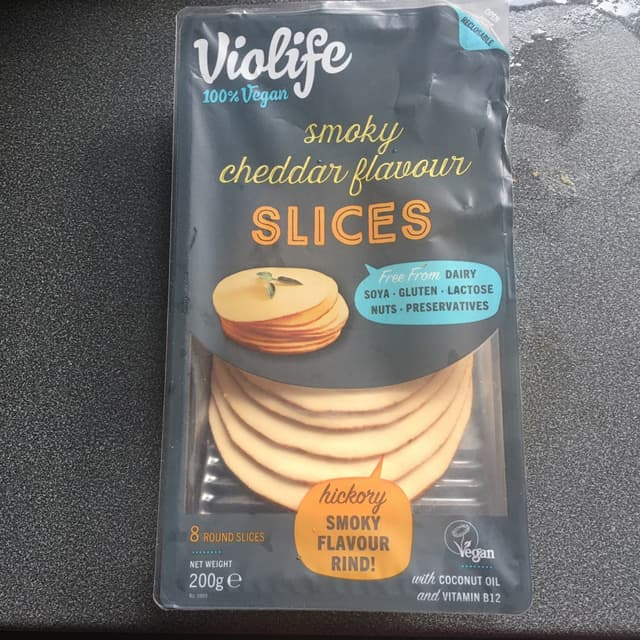 Violife
100% Vegan
RECLOSABLE
smoky
cheddar flavour
SLICES
Free From DAIRY
SOYA · GLUTEN · LACTOSE
NUTS · PRESERVATIVES
hickory
SMOKY
FLAVOUR
RIND!
8 ROUND SLICES
NET WEIGHT
200g e
Vegan
with COCONUT OIL
and VITAMIN B12